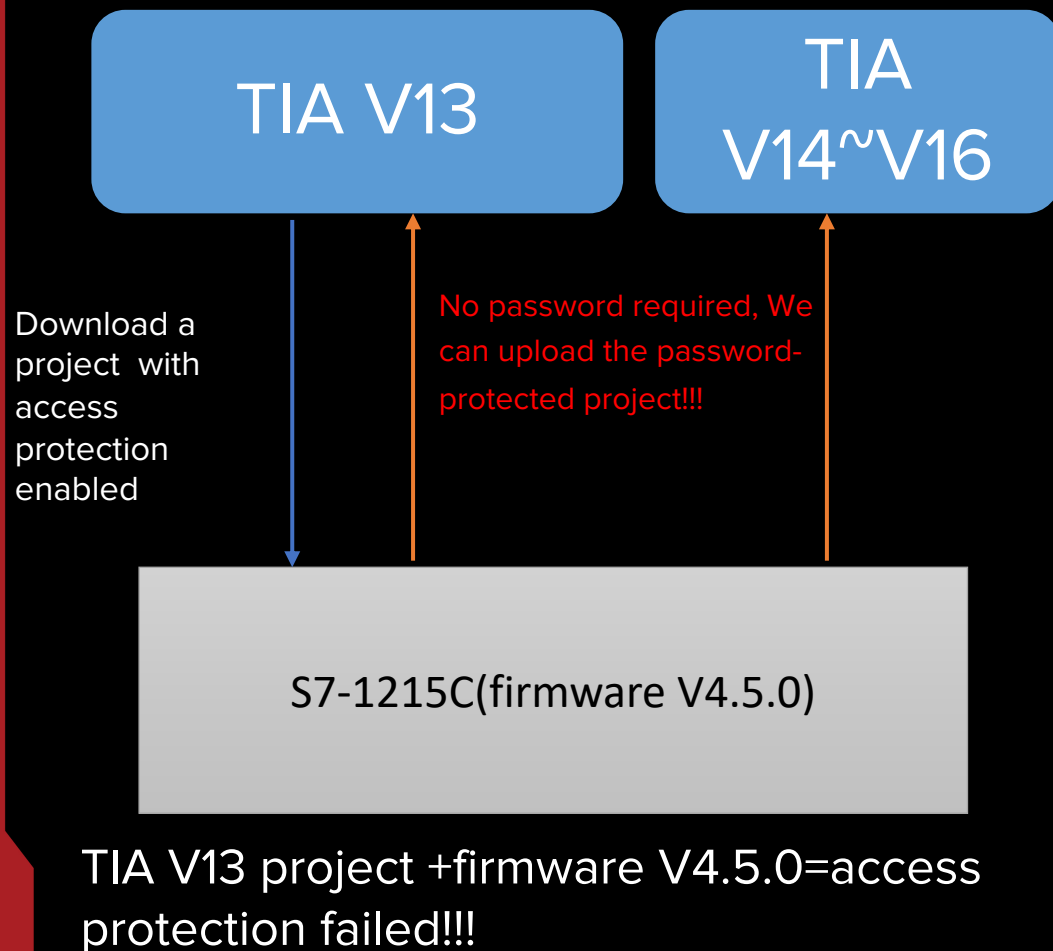 TIA V13
TIA
V14~V16
Download a
project with
access
protection
enabled
No password required, We
can upload the password-
protected project!!!
S7-1215C(firmware V4.5.0)
TIA V13 project +firmware V4.5.0=access
protection failed!!!